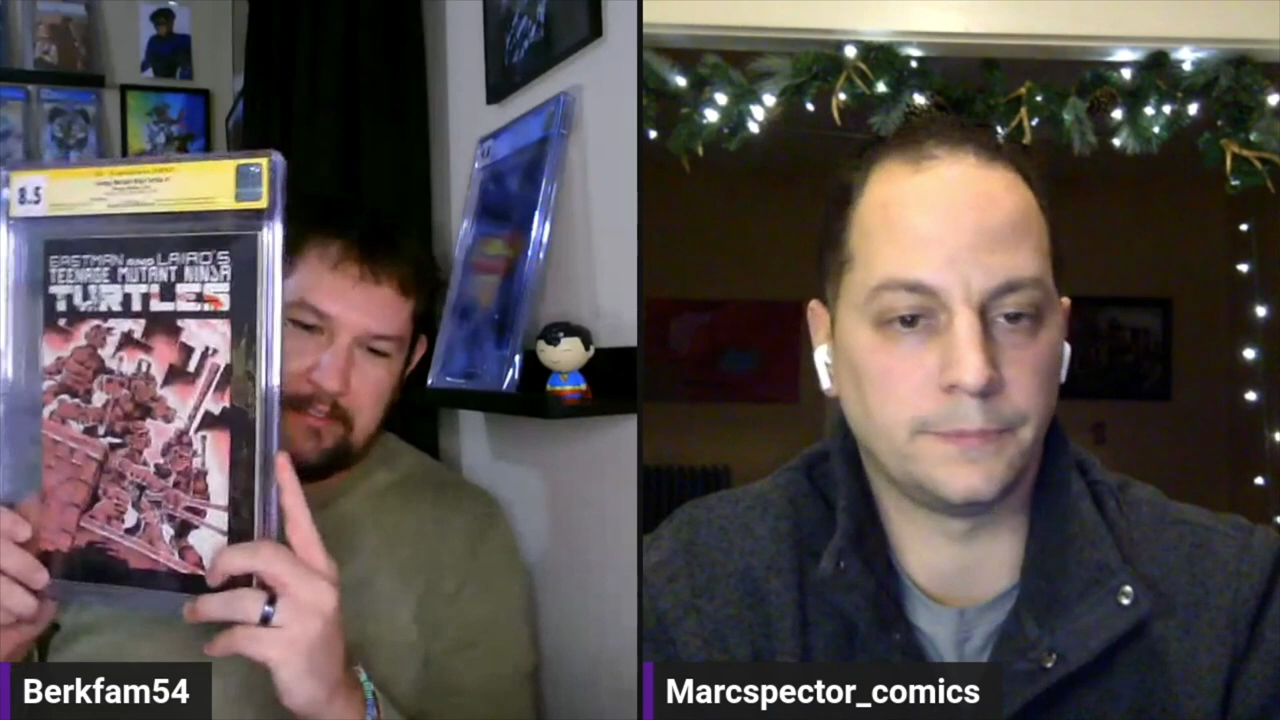 8.5
EASTMAN AND LAIRD'S
TEENAGE MUTANT NINJA
TURTLES
Berkfam54
Marcspector_comics